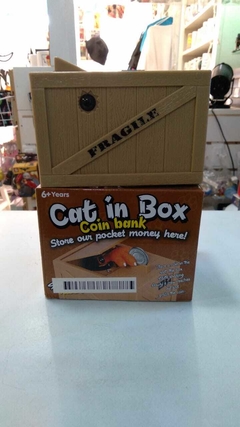 FRAGILE
6+Years
Cat in Box
Coin bank
Store our pocket money here!